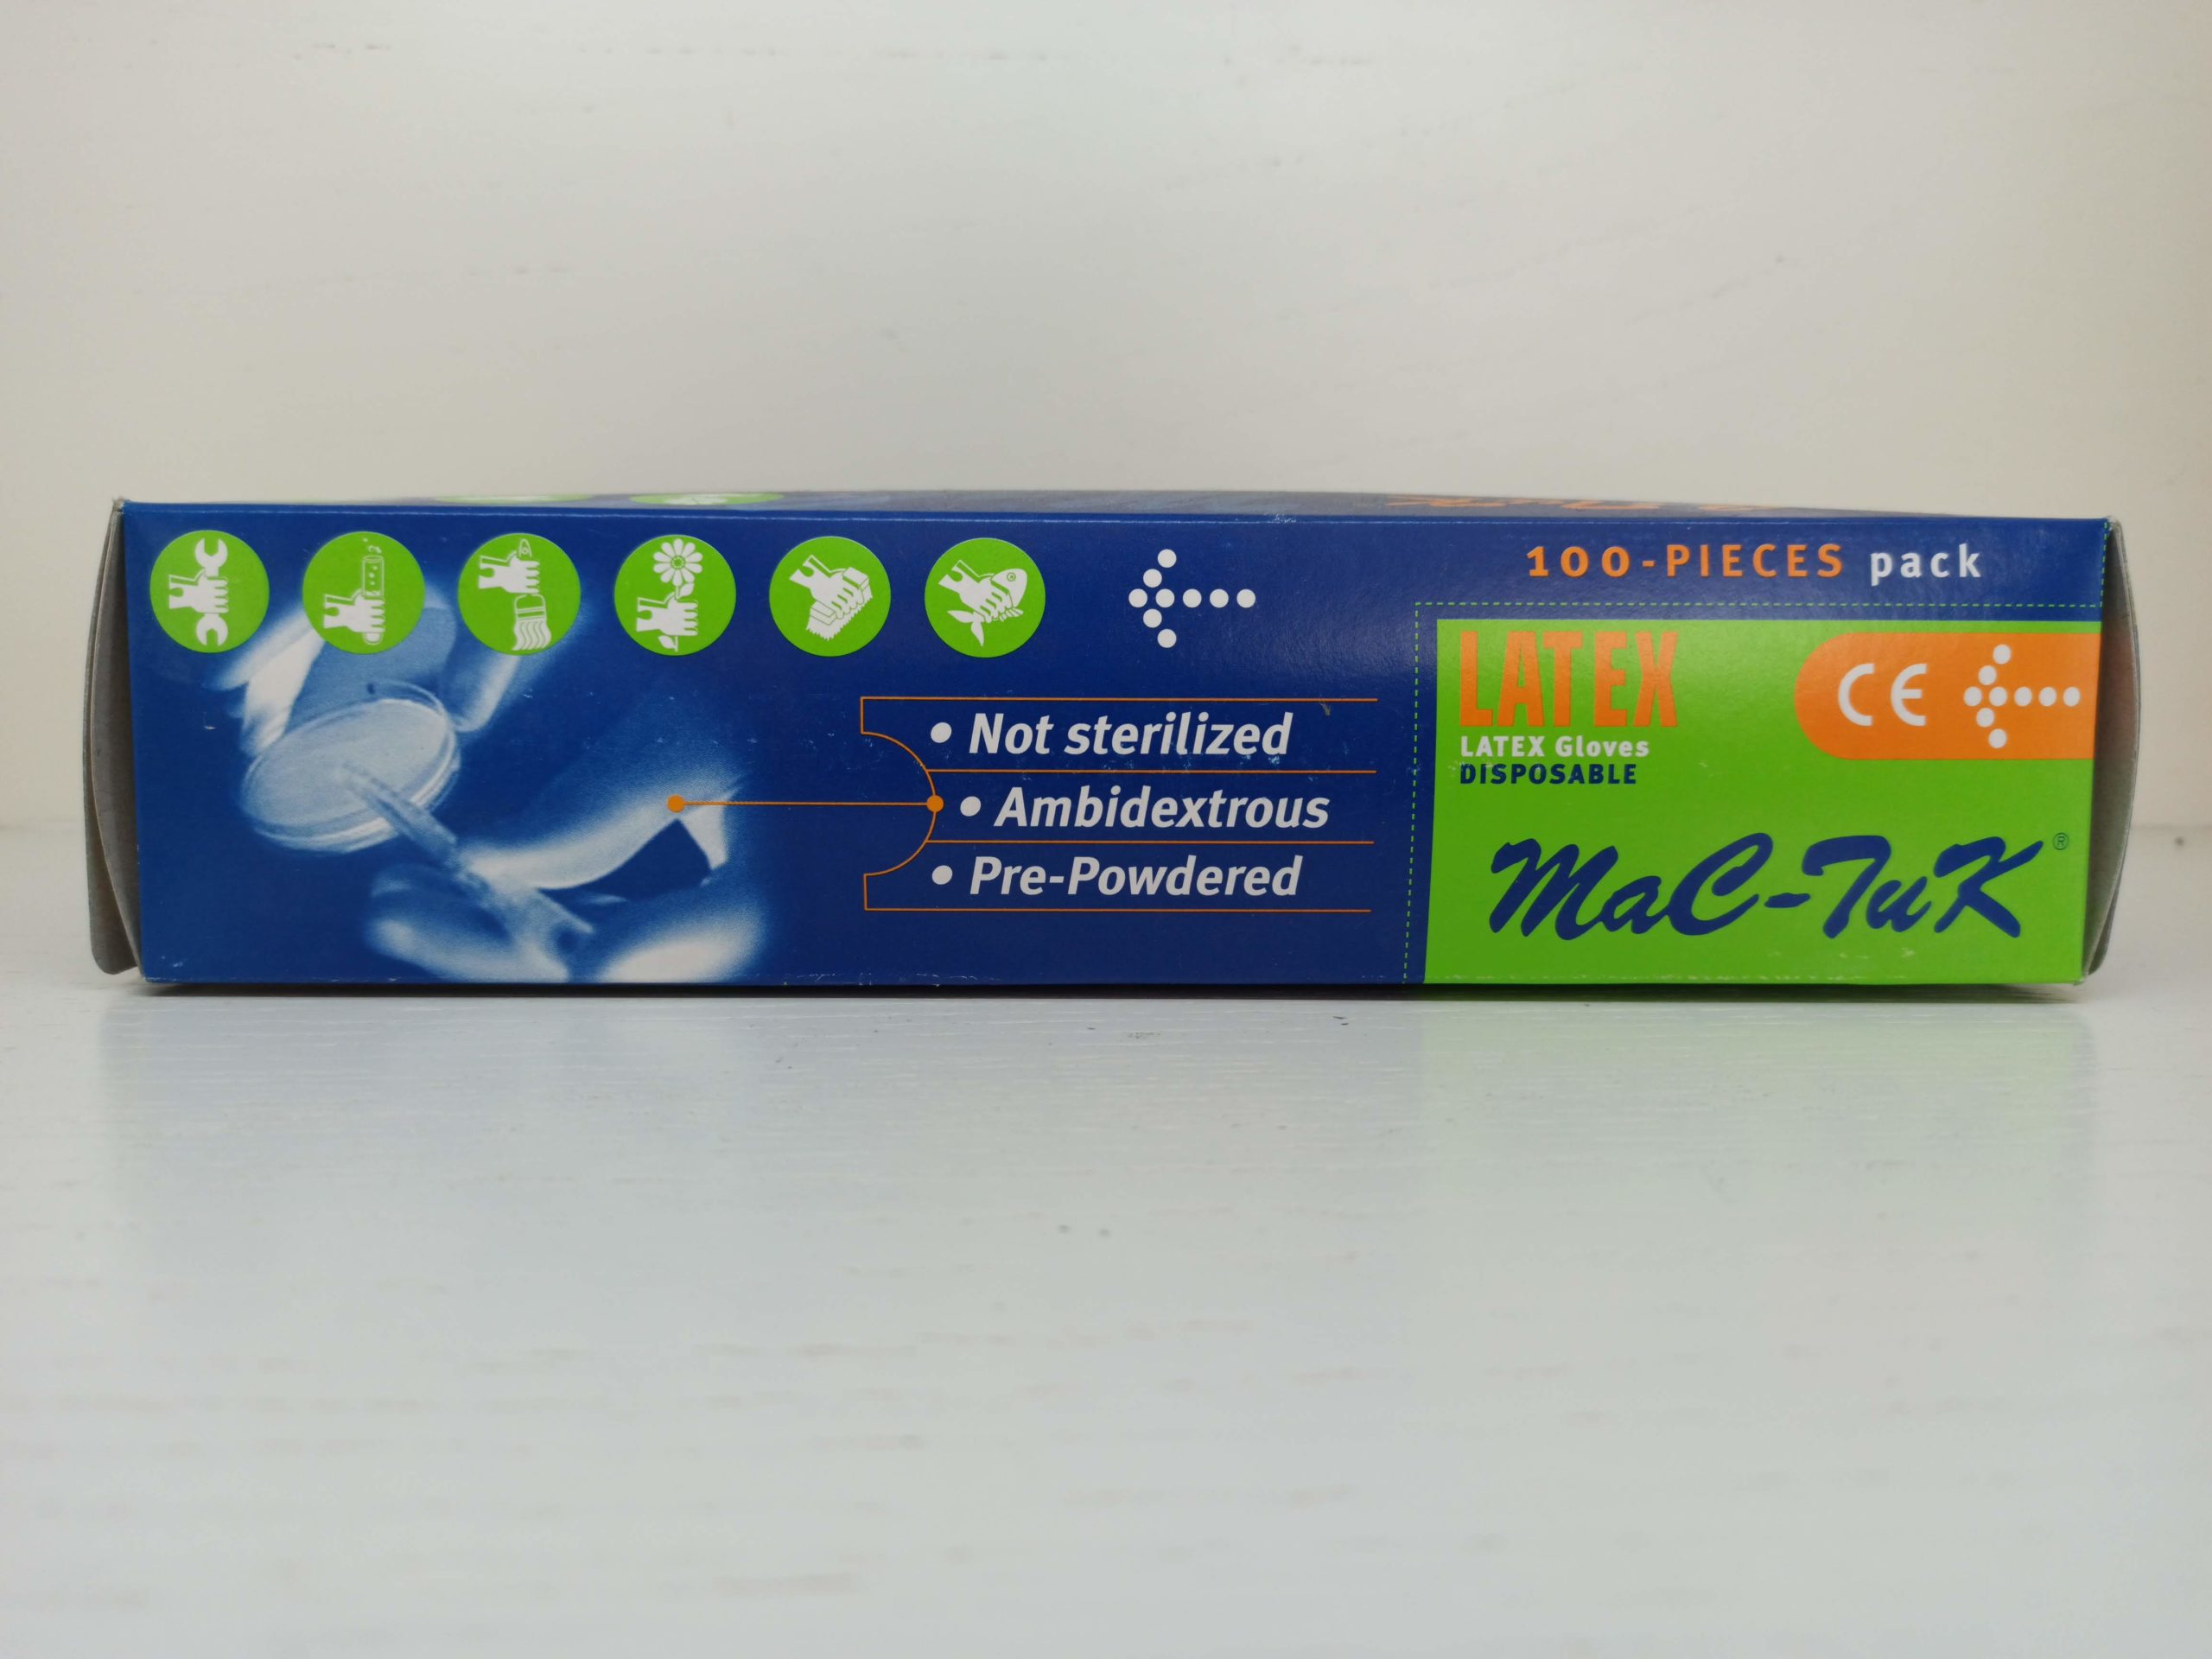 100-PIECES pack
LATEX
CE
LATEX Gloves
DISPOSABLE
• Not sterilized
• Ambidextrous
• Pre-Powdered
MaC-TuK®